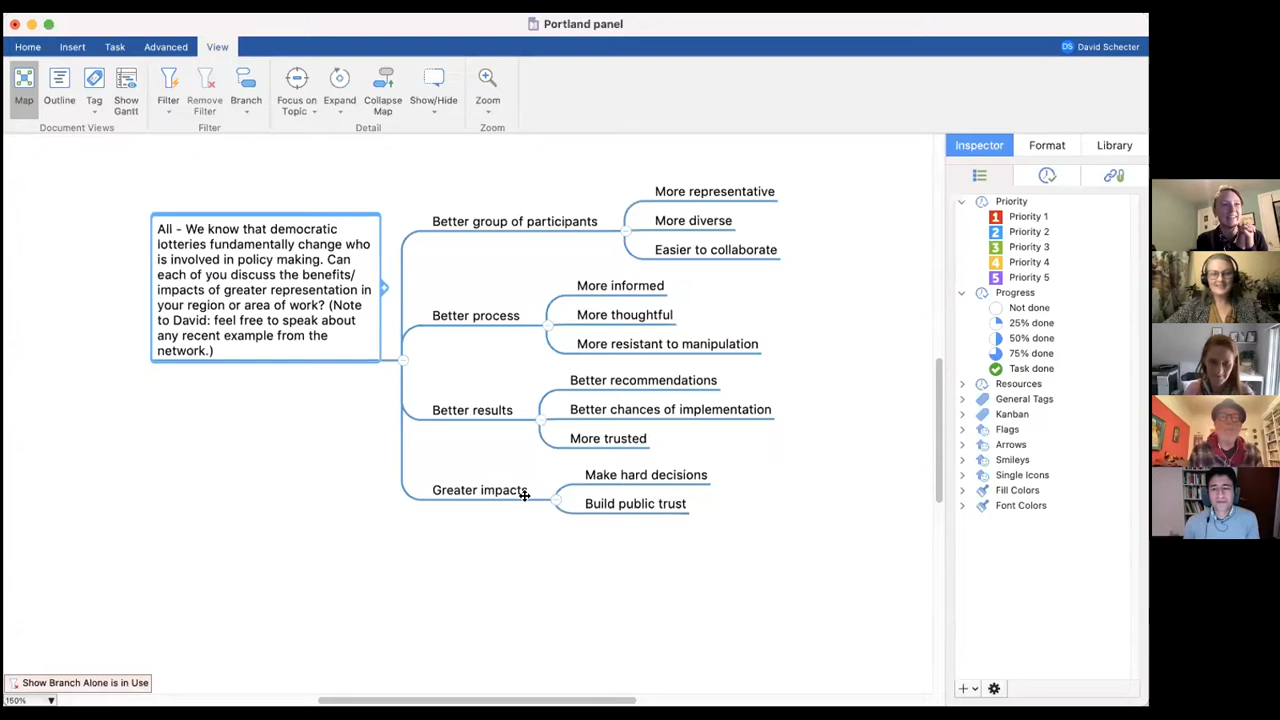 Portland panel
Home Insert Task Advanced View
DS David Schecter
Map Outline Tag Show Gantt Filter Remove Filter Branch Focus on Topic Expand Collapse Map Show/Hide Zoom
Document Views Filter Detail Zoom
All - We know that democratic
lotteries fundamentally change who
is involved in policy making. Can
each of you discuss the benefits/
impacts of greater representation in
your region or area of work? (Note
to David: feel free to speak about
any recent example from the
network.)
Better group of participants
More representative
More diverse
Easier to collaborate
Better process
More informed
More thoughtful
More resistant to manipulation
Better results
Better recommendations
Better chances of implementation
More trusted
Greater impacts
Make hard decisions
Build public trust
Inspector Format Library
Priority
1 Priority 1
2 Priority 2
3 Priority 3
4 Priority 4
5 Priority 5
Progress
Not done
25% done
50% done
75% done
Task done
Resources
General Tags
Kanban
Flags
Arrows
Smileys
Single Icons
Fill Colors
Font Colors
Show Branch Alone is in Use
150%